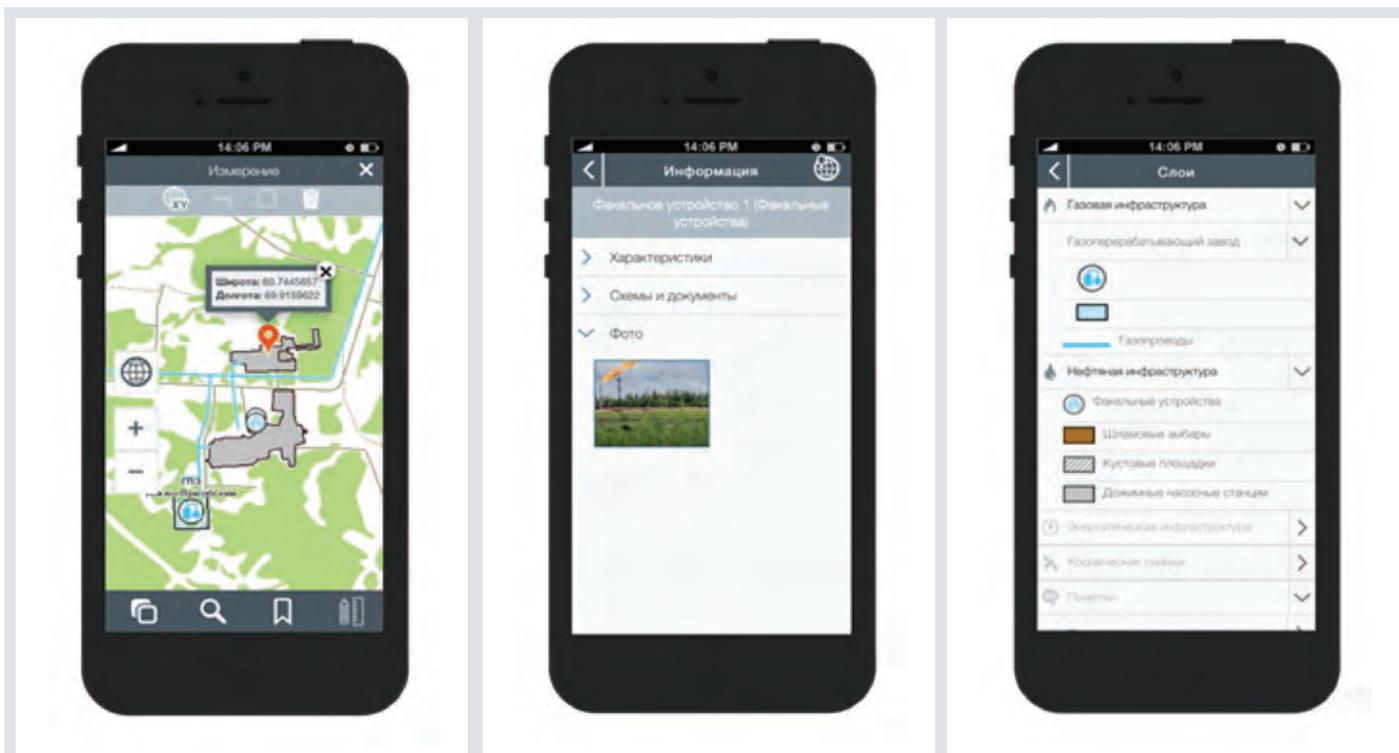 14:06 PM
Измерение
XY
Широта: 60.7445657
Долгота: 69.9159622
+
−
ГПЗ
14:06 PM
Информация
Факельное устройство 1 (Факельные
устройства)
Характеристики
Схемы и документы
Фото
14:06 PM
Слои
Газовая инфраструктура
Газоперерабатывающий завод
Газопроводы
Нефтяная инфраструктура
Факельные устройства
Шламовые амбары
Кустовые площадки
Дожимные насосные станции
Энергетическая инфраструктура
Космические снимки
Пометки